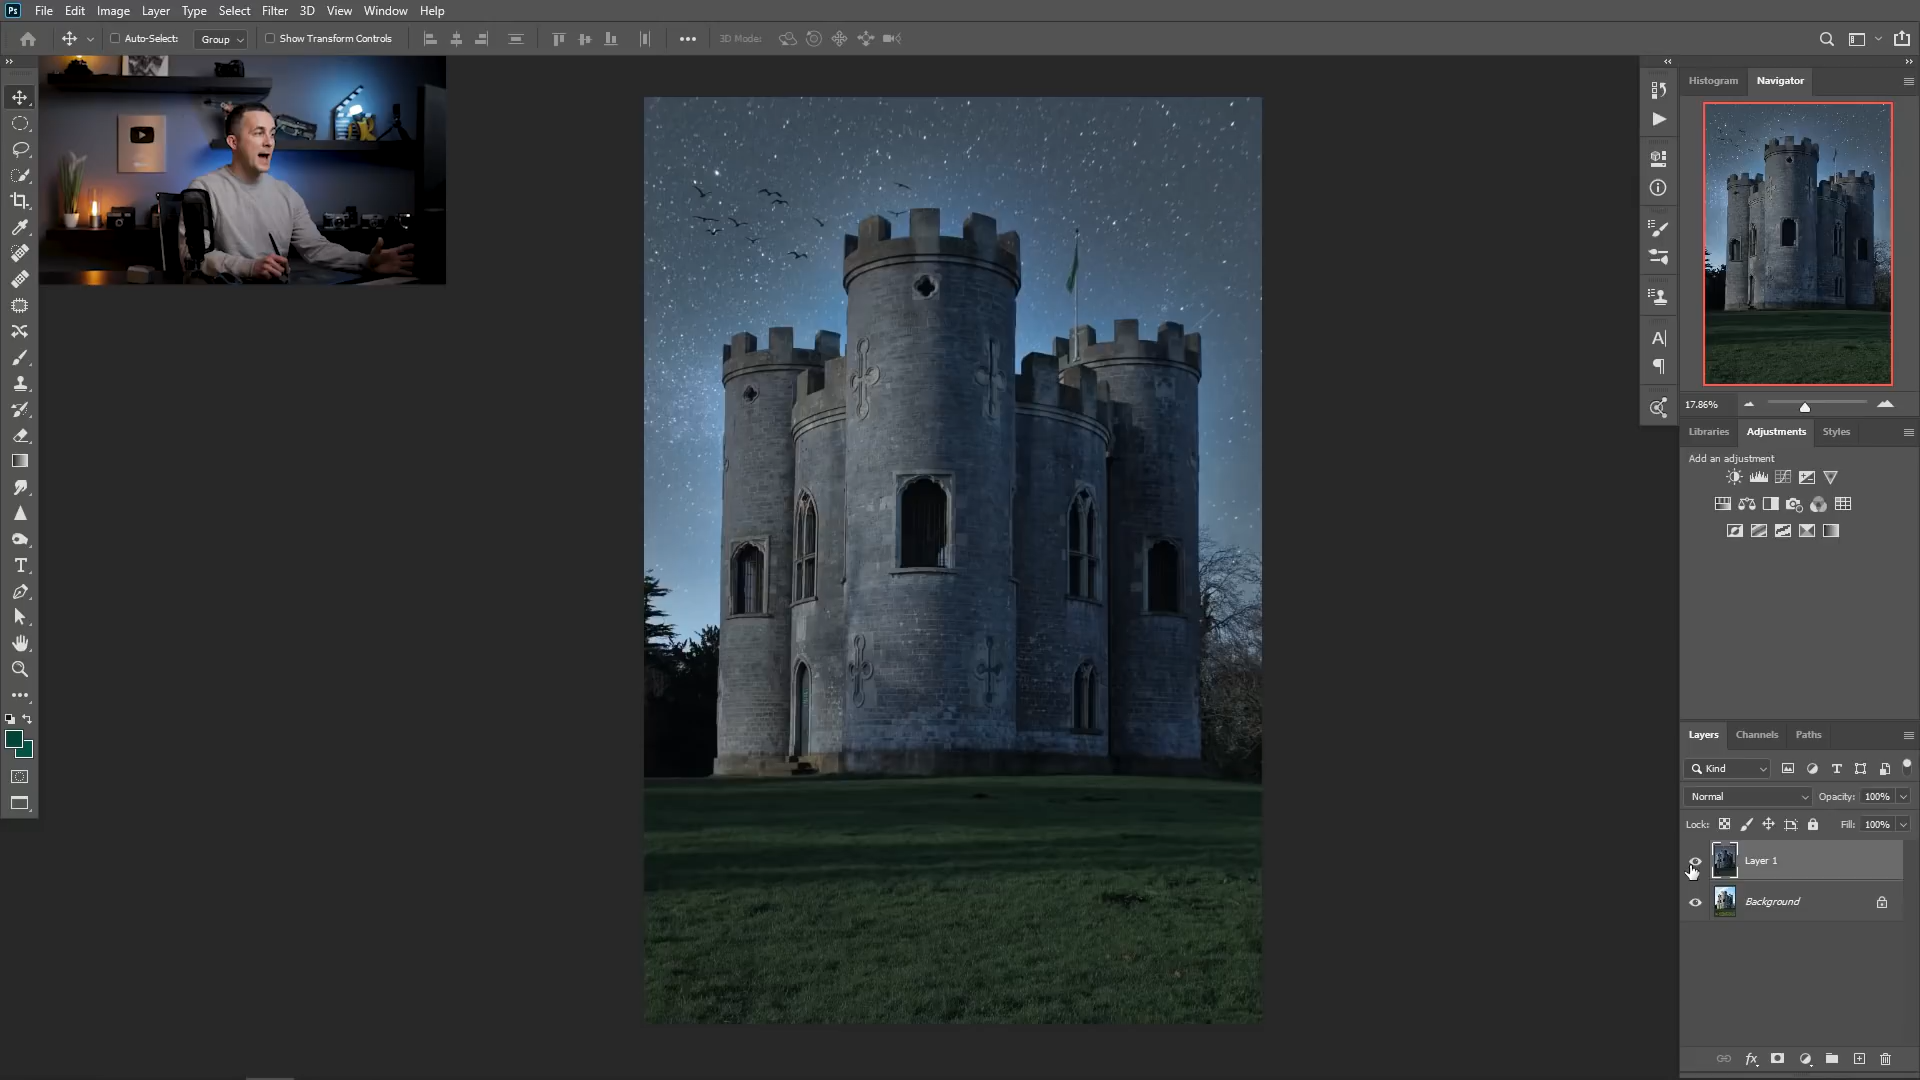 Ps File Edit Image Layer Type Select Filter 3D View Window Help
Auto-Select: Group Show Transform Controls 3D Mode:
Histogram Navigator
17.86%
Libraries Adjustments Styles
Add an adjustment
Layers Channels Paths
Kind
Normal Opacity: 100%
Lock: Fill: 100%
Layer 1
Background